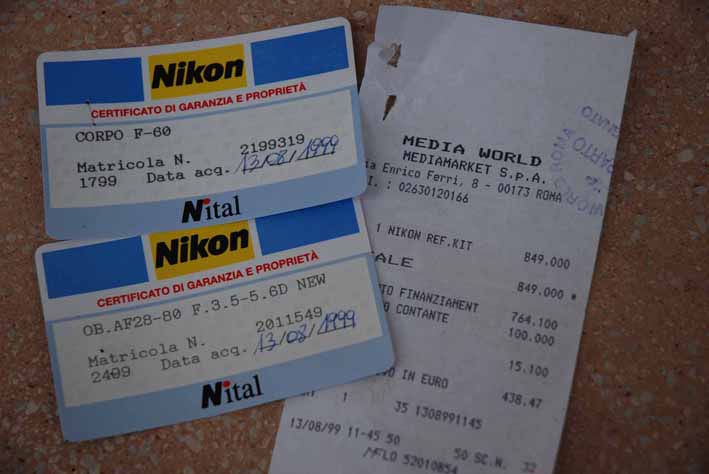 Nikon
CERTIFICATO DI GARANZIA E PROPRIETÀ
CORPO F-60
Matricola N. 2199319
1799 Data acq. 13/08/1999
Nital
Nikon
CERTIFICATO DI GARANZIA E PROPRIETÀ
OB.AF28-80 F.3.5-5.6D NEW
Matricola N. 2011549
2409 Data acq. 13/08/1999
Nital
MEDIA WORLD
MEDIAMARKET S.p.A.
Enrico Ferri, 8 - 00173 ROMA
I. : 02630120166
1 NIKON REF.KIT 849.000
ALE 849.000 *
FINANZIAMENT 764.100
CONTANTE 100.000
15.100
IN EURO 438.47
1 35 1308991145
13/08/99 11-45 50 50 SC.N. 32
MFLO 52010854
ROMA